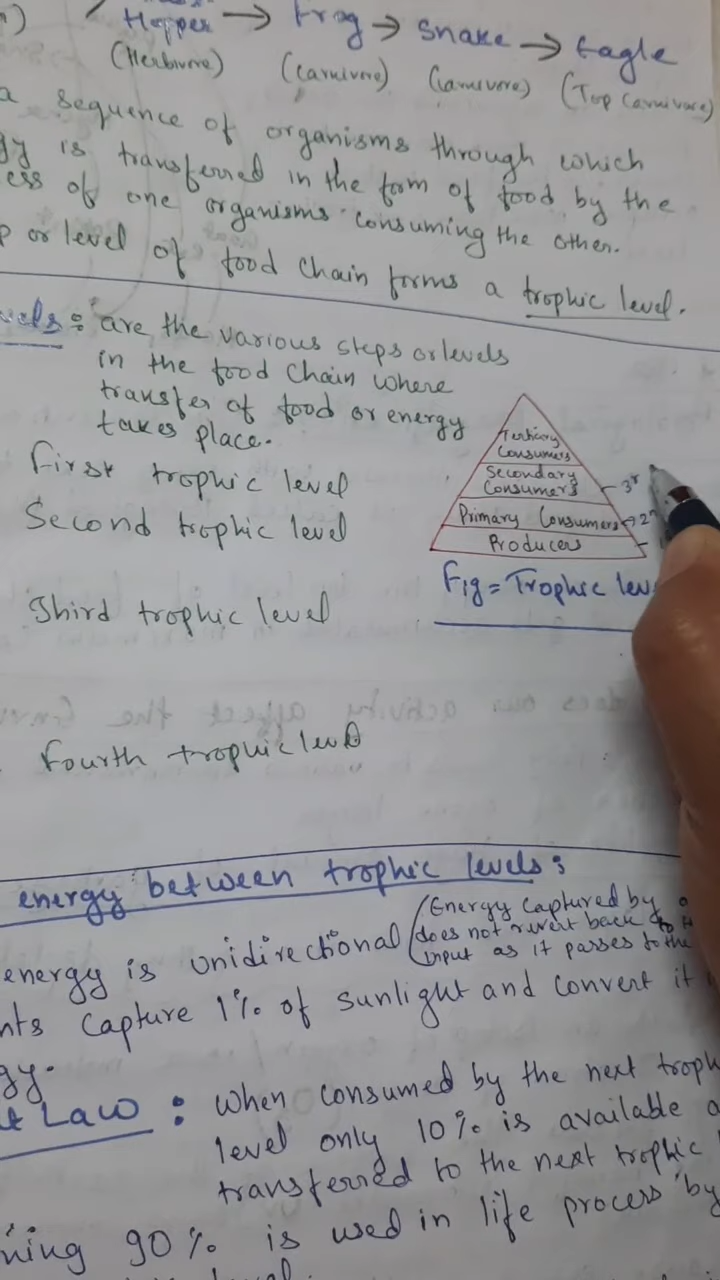 Hopper → Frog → Snake → Eagle
(Herbivore) (Carnivore) (Carnivore) (Top Carnivore)
a sequence of organisms through which
is transferred in the form of food by the
of one organisms consuming the other.
or level of food chain forms a trophic level.
: are the various steps or levels
in the food chain where
transfer of food or energy
takes place.
First trophic level
Second trophic level
Third trophic level
Fourth trophic level
Tertiary
Consumers
Secondary
Consumers
Primary Consumers
Producers
Fig = Trophic
energy between trophic levels:
energy is unidirectional (Energy captured by
does not revert back to
input as it passes to the
capture 1% of sunlight and convert it
Law : When consumed by the next
level only 10% is available
transferred to the next trophic
90% is used in life process by